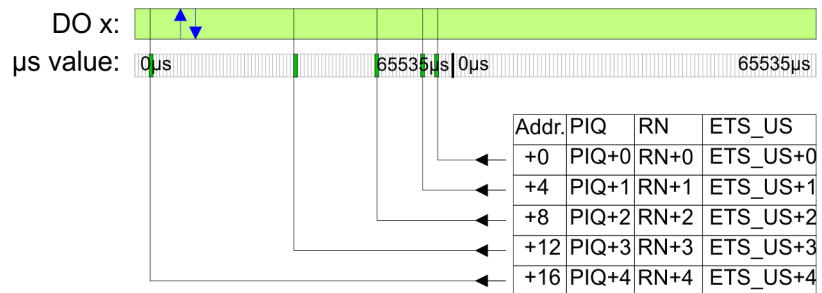 DO x:
µs value: 0µs 65535µs 0µs 65535µs
Addr. PIQ RN ETS_US
+0 PIQ+0 RN+0 ETS_US+0
+4 PIQ+1 RN+1 ETS_US+1
+8 PIQ+2 RN+2 ETS_US+2
+12 PIQ+3 RN+3 ETS_US+3
+16 PIQ+4 RN+4 ETS_US+4